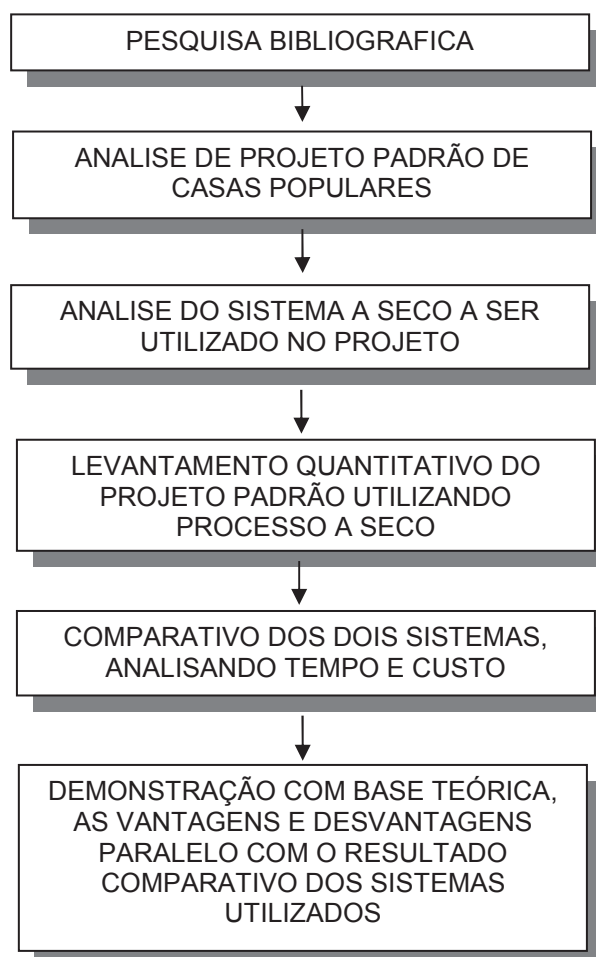 PESQUISA BIBLIOGRAFICA
ANALISE DE PROJETO PADRÃO DE
CASAS POPULARES
ANALISE DO SISTEMA A SECO A SER
UTILIZADO NO PROJETO
LEVANTAMENTO QUANTITATIVO DO
PROJETO PADRÃO UTILIZANDO
PROCESSO A SECO
COMPARATIVO DOS DOIS SISTEMAS,
ANALISANDO TEMPO E CUSTO
DEMONSTRAÇÃO COM BASE TEÓRICA,
AS VANTAGENS E DESVANTAGENS
PARALELO COM O RESULTADO
COMPARATIVO DOS SISTEMAS
UTILIZADOS